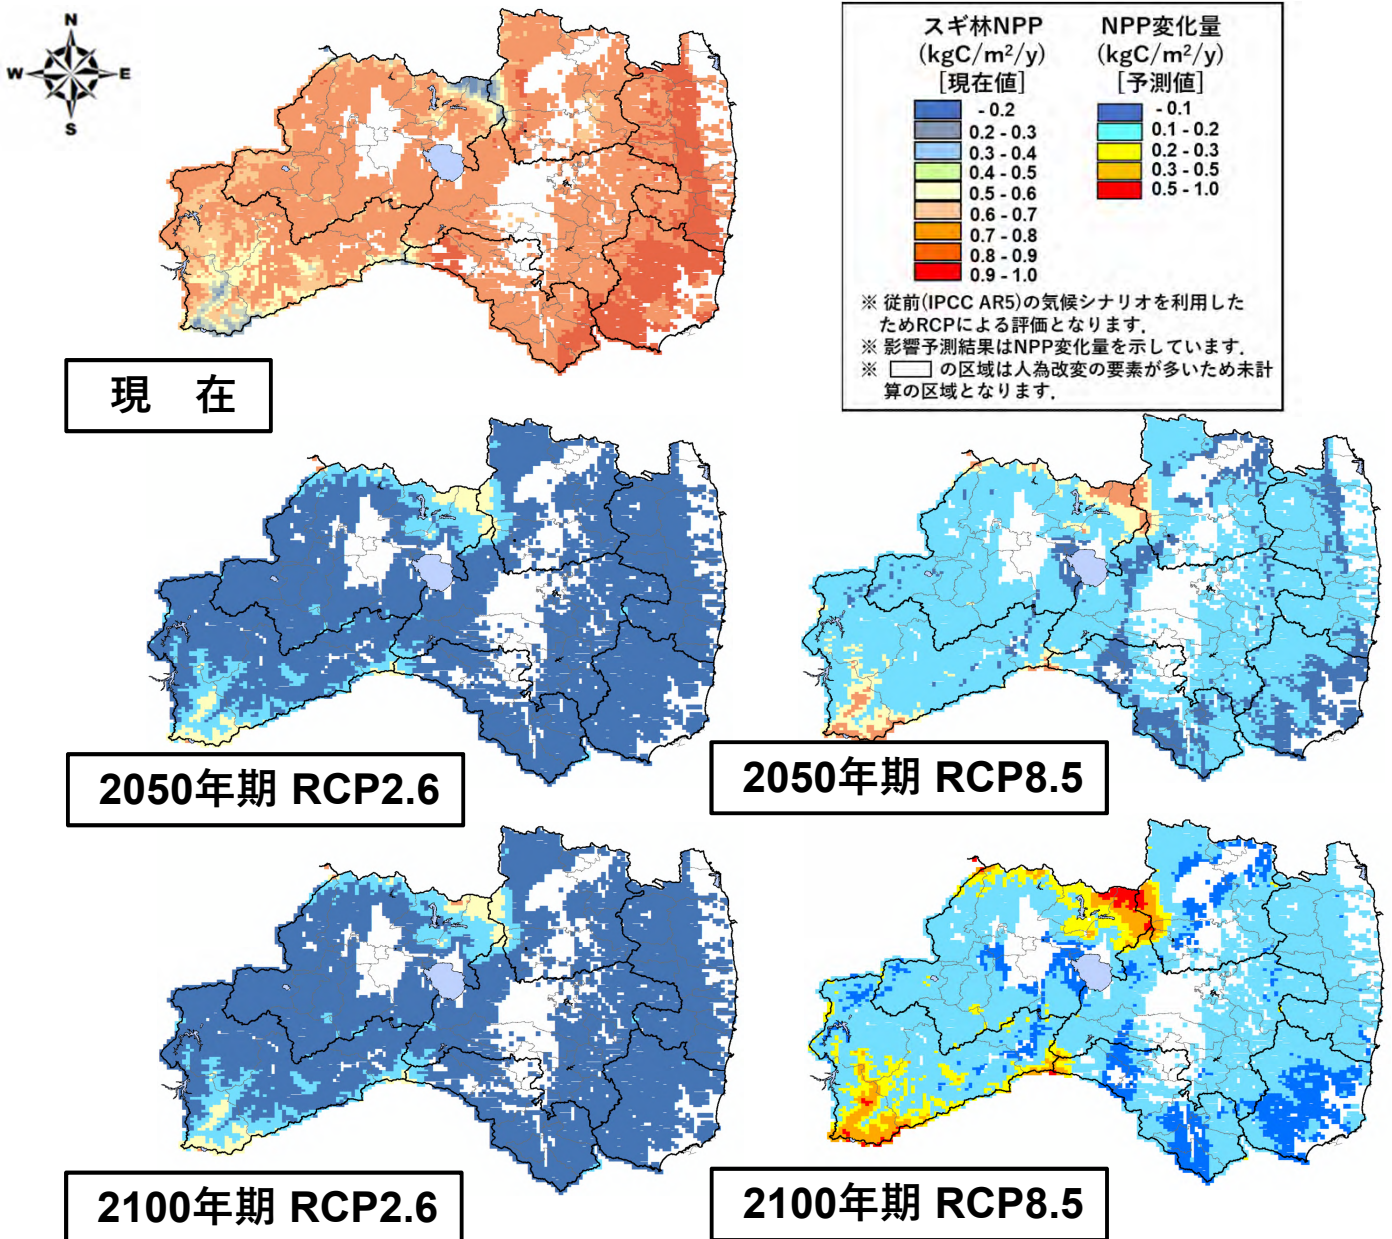 N
W E
S
スギ林NPP
(kgC/m²/y)
[現在値]
- 0.2
0.2 - 0.3
0.3 - 0.4
0.4 - 0.5
0.5 - 0.6
0.6 - 0.7
0.7 - 0.8
0.8 - 0.9
0.9 - 1.0
NPP変化量
(kgC/m²/y)
[予測値]
- 0.1
0.1 - 0.2
0.2 - 0.3
0.3 - 0.5
0.5 - 1.0
※ 従前(IPCC AR5)の気候シナリオを利用した
ためRCPによる評価となります.
※ 影響予測結果はNPP変化量を示しています.
※ の区域は人為改変の要素が多いため未計
算の区域となります.
現 在
2050年期 RCP2.6
2050年期 RCP8.5
2100年期 RCP2.6
2100年期 RCP8.5